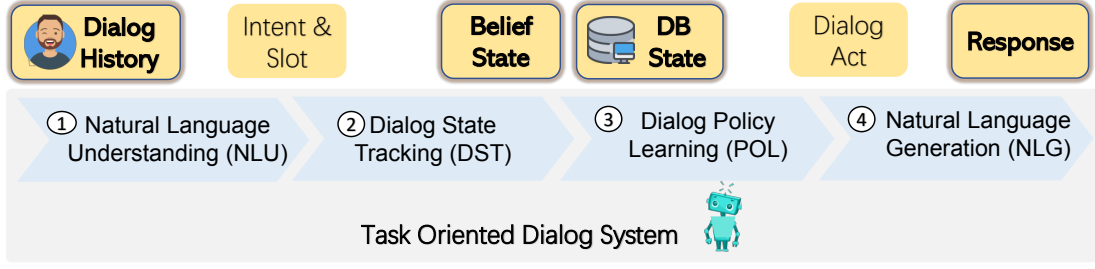 Dialog
History
Intent &
Slot
Belief
State
DB
State
Dialog
Act
Response
1 Natural Language
Understanding (NLU)
2 Dialog State
Tracking (DST)
3 Dialog Policy
Learning (POL)
4 Natural Language
Generation (NLG)
Task Oriented Dialog System